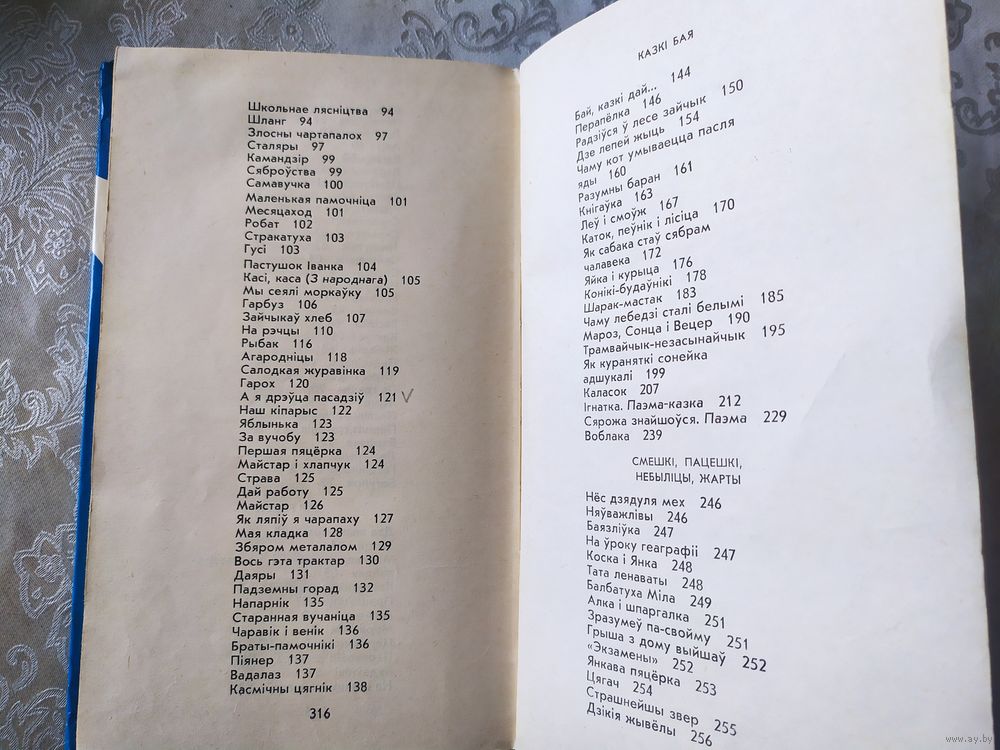 Школьнае лясніцтва 94
Шланг 94
Злосны чартапалох 97
Сталяры 97
Камандзір 99
Сяброўства 99
Самавучка 100
Маленькая памочніца 101
Месяцаход 101
Робат 102
Стракатуха 103
Гусі 103
Пастушок Іванка 104
Касі, каса (З народнага) 105
Мы сеялі моркаўку 105
Гарбуз 106
Зайчыкаў хлеб 107
На рэчцы 110
Рыбак 116
Агародніцы 118
Салодкая журавінка 119
Гарох 120
А я дрэўца пасадзіў 121
Наш кіпарыс 122
Яблынька 123
За вучобу 123
Першая пяцёрка 124
Майстар і хлапчук 124
Страва 125
Дай работу 125
Майстар 126
Як ляпіў я чарапаху 127
Мая кладка 128
Збяром металалом 129
Вось гэта трактар 130
Даяры 131
Падземны горад 132
Напарнік 135
Старанная вучаніца 135
Чаравік і венік 136
Браты-памочнікі 136
Піянер 137
Вадалаз 137
Касмічны цягнік 138
316
КАЗКІ БАЯ
Бай, казкі дай... 144
Перапёлка 146
Радзіўся ў лесе зайчык 150
Дзе лепей жыць 154
Чаму кот умываецца пасля
яды 160
Разумны баран 161
Кнігаўка 163
Леў і смоўж 167
Каток, пеўнік і лісіца 170
Як сабака стаў сябрам
чалавека 172
Яйка і курыца 176
Конікі-будаўнікі 178
Шарак-мастак 183
Чаму лебедзі сталі белымі 185
Мароз, Сонца і Вецер 190
Трамвайчык-незасынайчык 195
Як кураняткі сонейка
адшукалі 199
Каласок 207
Ігнатка. Паэма-казка 212
Сярожа знайшоўся. Паэма 229
Воблака 239
СМЕШКІ, ПАЦЕШКІ,
НЕБЫЛІЦЫ, ЖАРТЫ
Нёс дзядуля мех 246
Няўважлівы 246
Баязліўка 247
На ўроку геаграфіі 247
Коска і Янка 248
Тата ленаваты 248
Балбатуха Міла 249
Алка і шпаргалка 251
Зразумеў па-свойму 251
Грыша з дому выйшаў 252
«Экзамены» 252
Янкава пяцёрка 253
Цягач 254
Страшнейшы звер 255
Дзікія жывёлы 256
www.ay.by